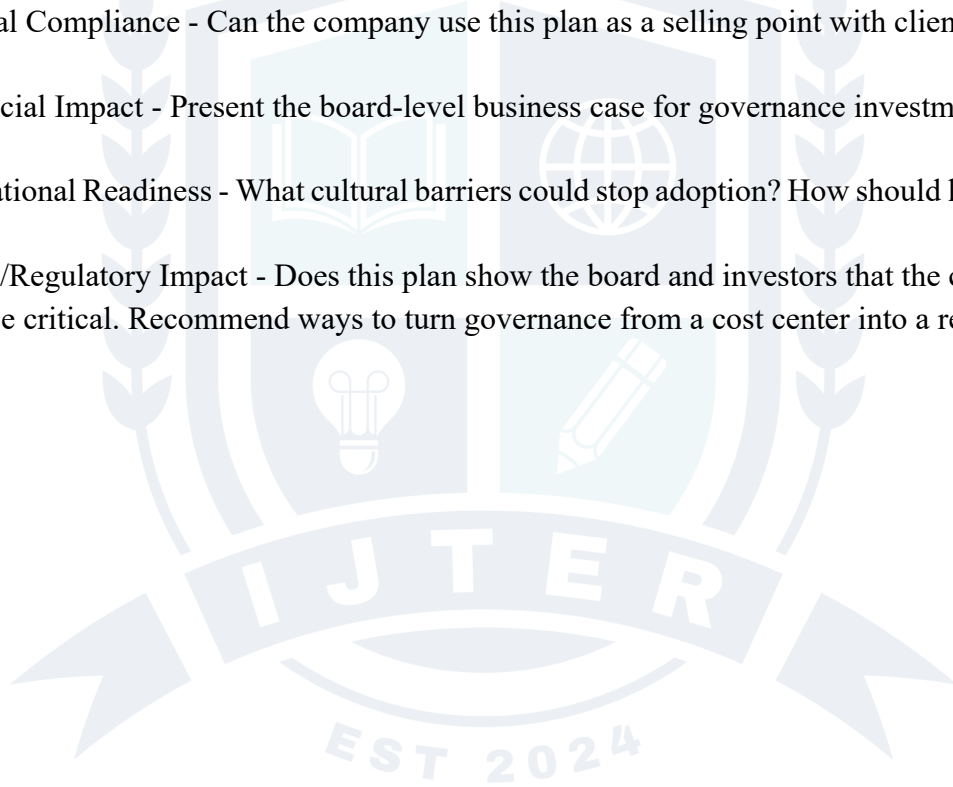 al Compliance - Can the company use this plan as a selling point with clien
cial Impact - Present the board-level business case for governance investm
ational Readiness - What cultural barriers could stop adoption? How should
/Regulatory Impact - Does this plan show the board and investors that the
e critical. Recommend ways to turn governance from a cost center into a re
IJTER
EST 2024